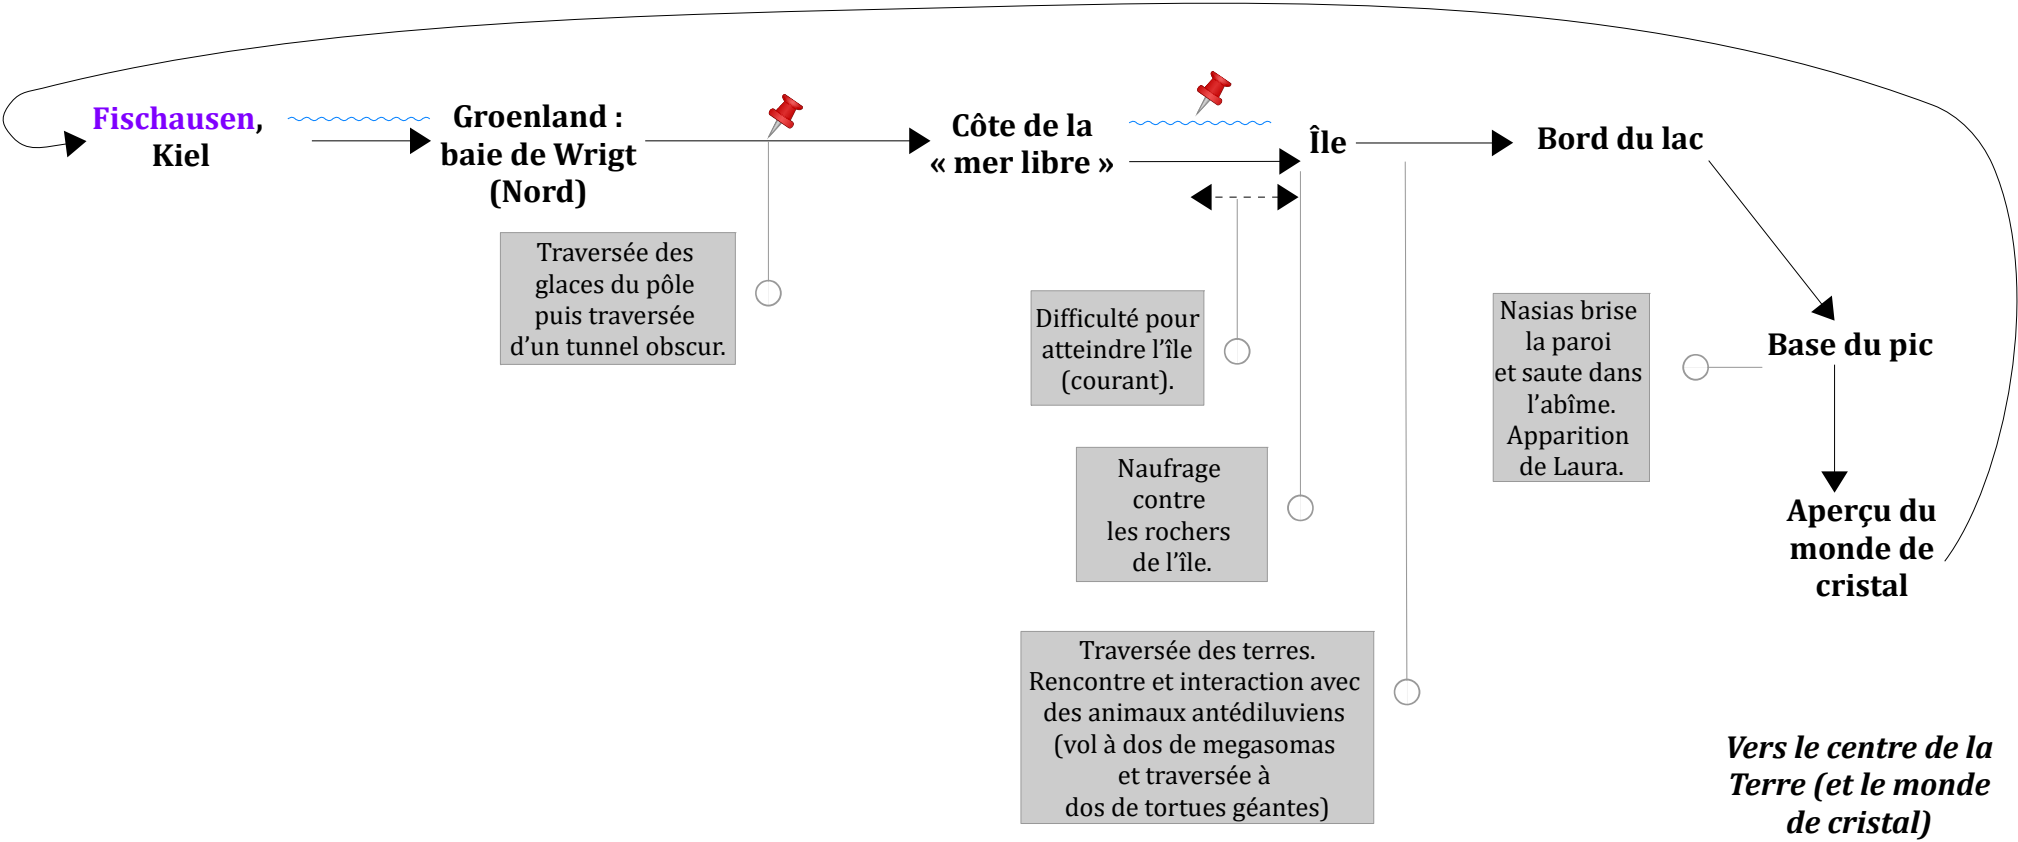 Fischausen,
Kiel
Groenland :
baie de Wrigt
(Nord)
Côte de la
« mer libre »
Île
Bord du lac
Traversée des
glaces du pôle
puis traversée
d’un tunnel obscur.
Difficulté pour
atteindre l’île
(courant).
Nasias brise
la paroi
et saute dans
l’abîme.
Apparition
de Laura.
Base du pic
Naufrage
contre
les rochers
de l’île.
Aperçu du
monde de
cristal
Traversée des terres.
Rencontre et interaction avec
des animaux antédiluviens
(vol à dos de megasomas
et traversée à
dos de tortues géantes)
Vers le centre de la
Terre (et le monde
de cristal)